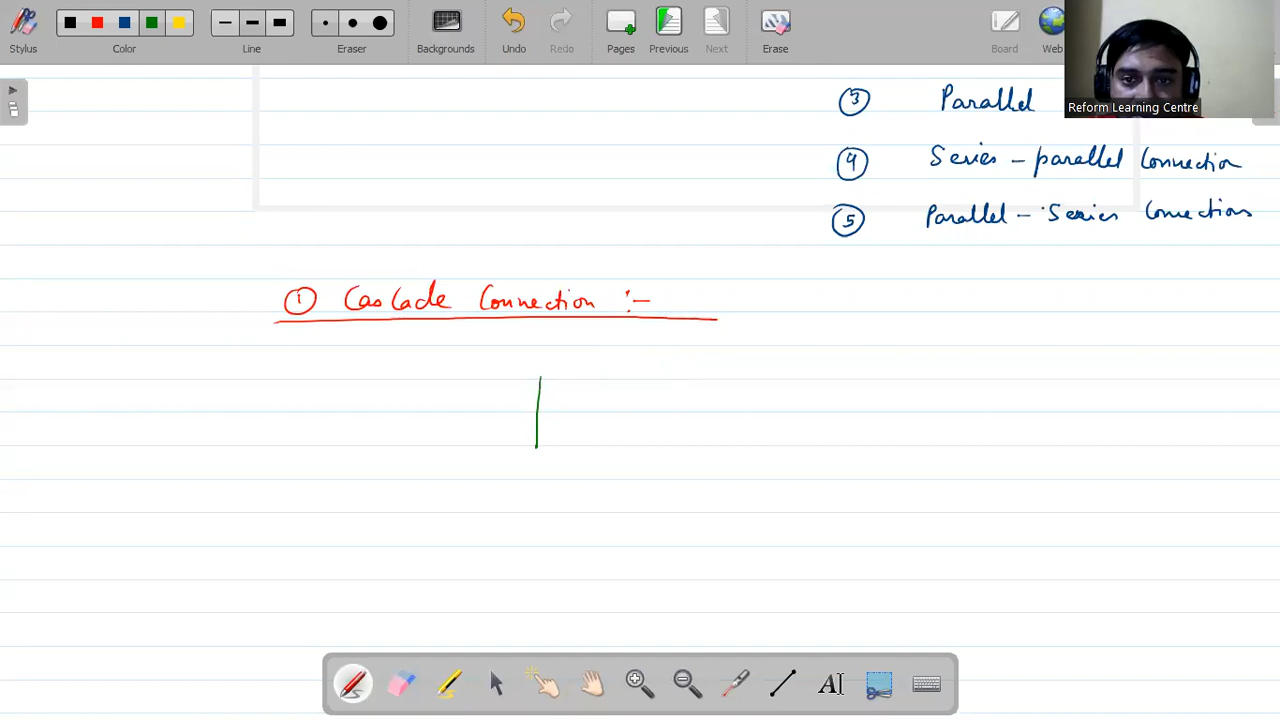 Stylus
Color
Line
Eraser
Backgrounds
Undo
Redo
Pages
Previous
Next
Erase
Board
Web
Reform Learning Centre
③ Parallel
④ Series - parallel Connection
⑤ Parallel - Series Connections
① Cascade Connection :-